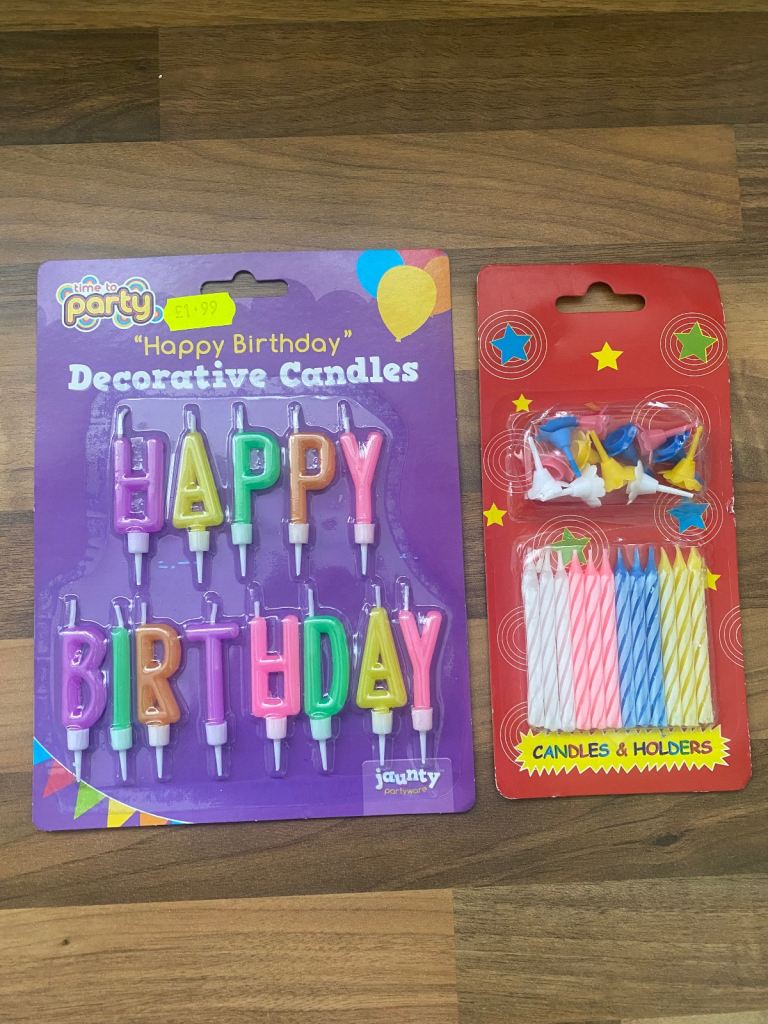 time to
party
£1.99
"Happy Birthday"
Decorative Candles
HAPPY
BIRTHDAY
jaunty
partyware
CANDLES & HOLDERS